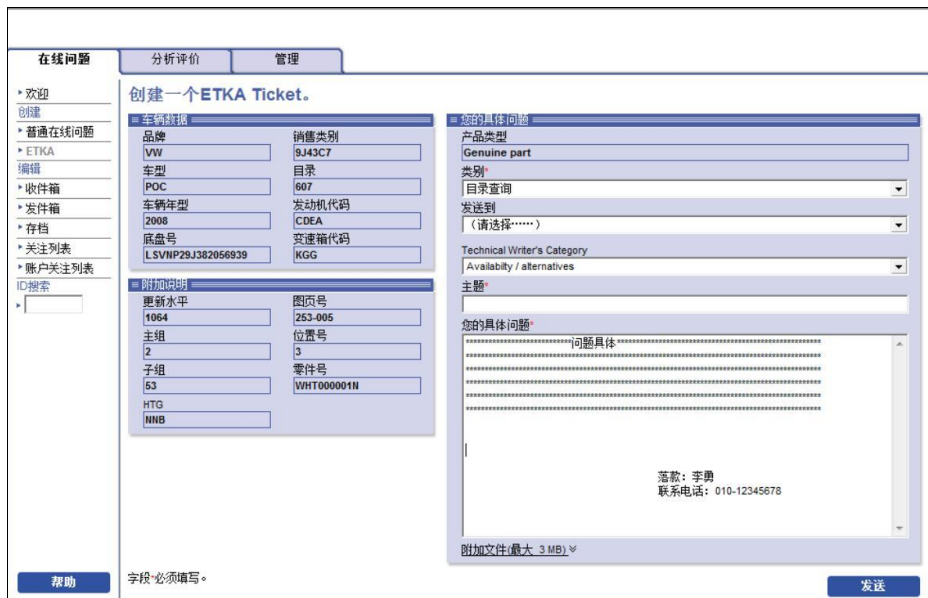 在线问题
分析评价
管理
欢迎
创建
普通在线问题
ETKA
编辑
收件箱
发件箱
存档
关注列表
账户关注列表
ID搜索
帮助
创建一个ETKA Ticket。
车辆数据
品牌 销售类别
VW 9J43C7
车型 目录
POC 607
车辆年型 发动机代码
2008 CDEA
底盘号 变速箱代码
LSVNP29J382056939 KGG
附加说明
更新水平 图页号
1064 253-005
主组 位置号
2 3
子组 零件号
53 WHT000001N
HTG
NNB
字段*必须填写。
您的具体问题
产品类型
Genuine part
类别*
目录查询
发送到
（请选择……）
Technical Writer's Category
Availabilty / alternatives
主题*
您的具体问题*
问题具体
落款：李勇
联系电话：010-12345678
附加文件(最大 3 MB)
发送